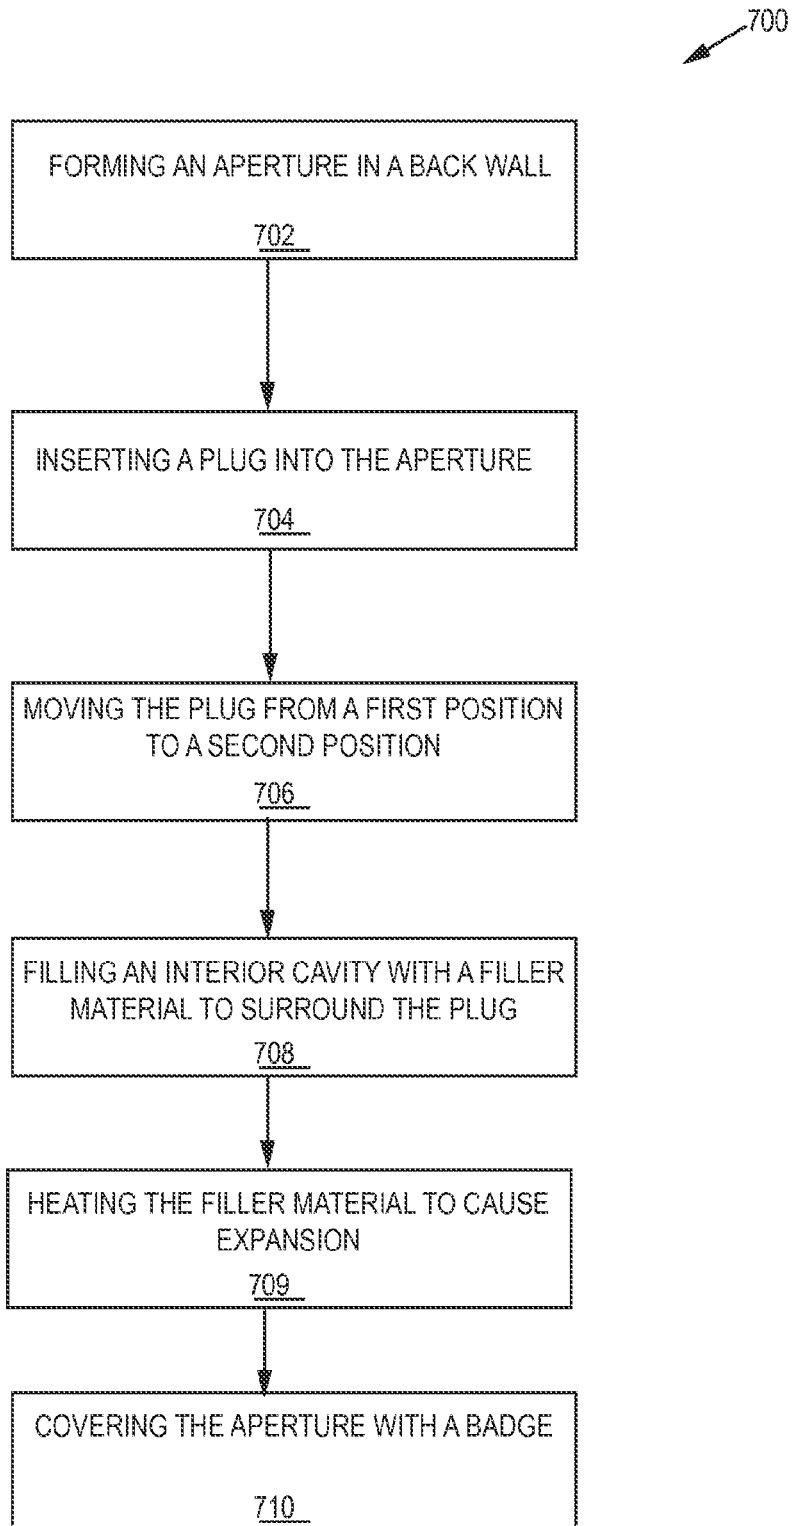 700
FORMING AN APERTURE IN A BACK WALL
702
INSERTING A PLUG INTO THE APERTURE
704
MOVING THE PLUG FROM A FIRST POSITION
TO A SECOND POSITION
706
FILLING AN INTERIOR CAVITY WITH A FILLER
MATERIAL TO SURROUND THE PLUG
708
HEATING THE FILLER MATERIAL TO CAUSE
EXPANSION
709
COVERING THE APERTURE WITH A BADGE
710